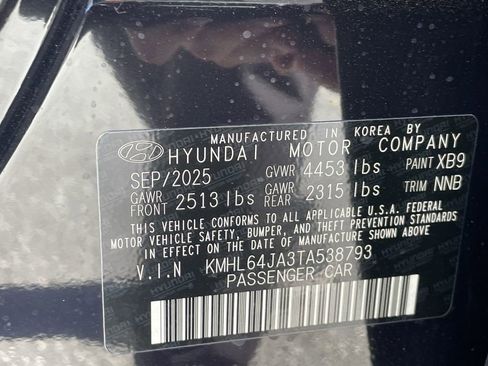 MANUFACTURED IN KOREA BY
HYUNDAI MOTOR COMPANY
SEP/2025 GVWR 4453 lbs PAINT XB9
GAWR FRONT 2513 lbs GAWR REAR 2315 lbs TRIM NNB
THIS VEHICLE CONFORMS TO ALL APPLICABLE U.S.A. FEDERAL
MOTOR VEHICLE SAFETY, BUMPER, AND THEFT PREVENTION
STANDARDS IN EFFECT ON THE DATE OF MANUFACTURE SHOWN ABOVE.
V.I.N KMHL64JA3TA538793
PASSENGER CAR